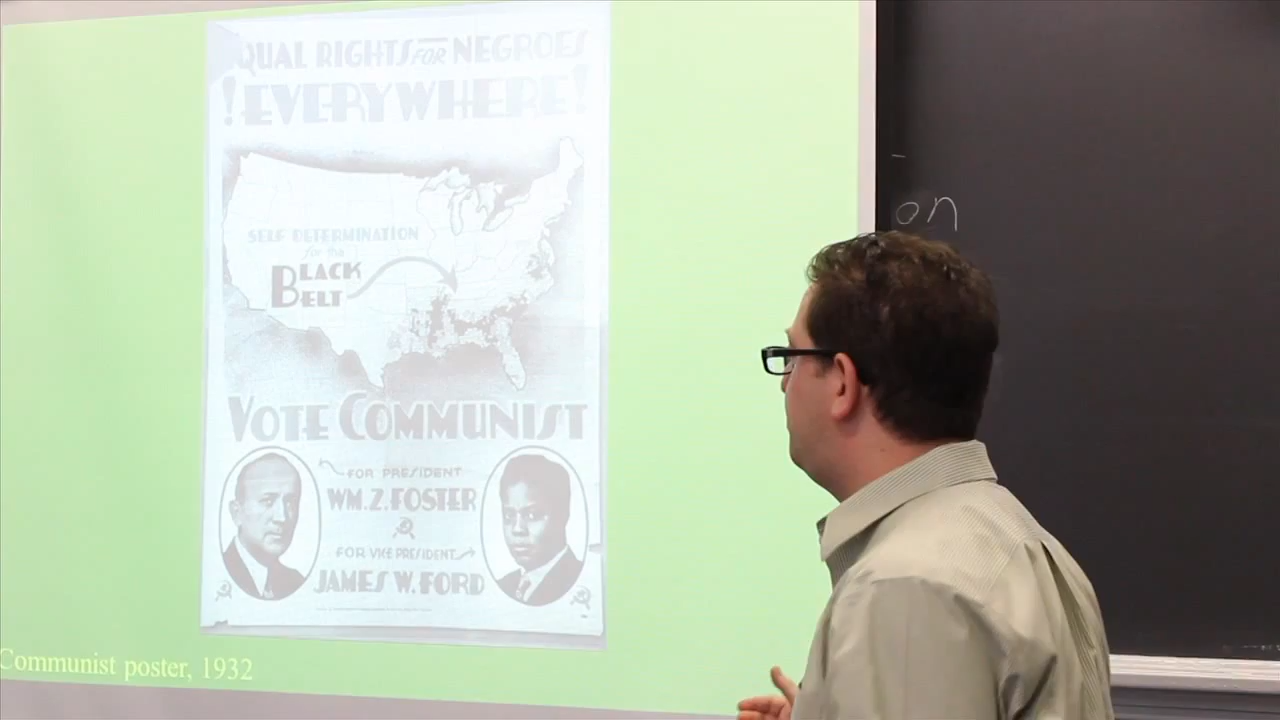 QUAL RIGHTS FOR NEGROES
!EVERYWHERE!
SELF DETERMINATION
for the
BLACK
BELT
VOTE COMMUNIST
FOR PRESIDENT
WM. Z. FOSTER
FOR VICE PRESIDENT
JAMES W. FORD
Communist poster, 1932
on